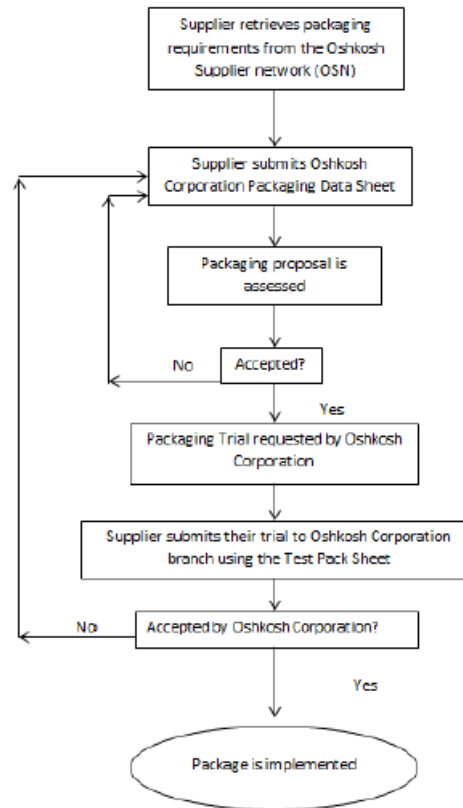 Supplier retrieves packaging
requirements from the Oshkosh
Supplier network (OSN)
Supplier submits Oshkosh
Corporation Packaging Data Sheet
Packaging proposal is
assessed
No
Accepted?
Yes
Packaging Trial requested by Oshkosh
Corporation
Supplier submits their trial to Oshkosh Corporation
branch using the Test Pack Sheet
No
Accepted by Oshkosh Corporation?
Yes
Package is implemented